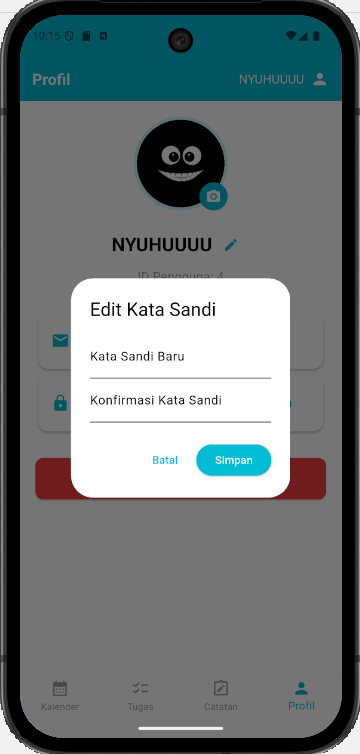 10:15
Profil
NYUHUUUU
NYUHUUUU
ID Pengguna: 4
Edit Kata Sandi
Kata Sandi Baru
Konfirmasi Kata Sandi
Batal
Simpan
Kalender
Tugas
Catatan
Profil